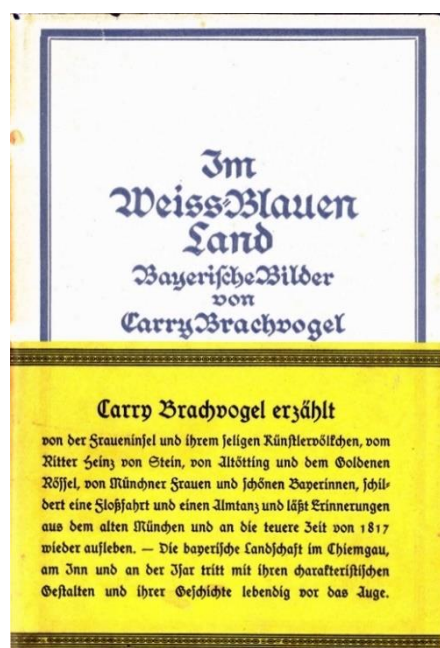 Im
Weiss-Blauen
Land
Bayerische Bilder
von
Carry Brachvogel
Carry Brachvogel erzählt
von der Fraueninsel und ihrem seligen Künstlervölkchen, vom
Ritter Heinz von Stein, von Altötting und dem Goldenen
Rössel, von Münchner Frauen und schönen Bayerinnen, schil-
dert eine Floßfahrt und einen Almtanz und läßt Erinnerungen
aus dem alten München und an die teuere Zeit von 1817
wieder aufleben. — Die bayerische Landschaft im Chiemgau,
am Inn und an der Isar tritt mit ihren charakteristischen
Gestalten und ihrer Geschichte lebendig vor das Auge.